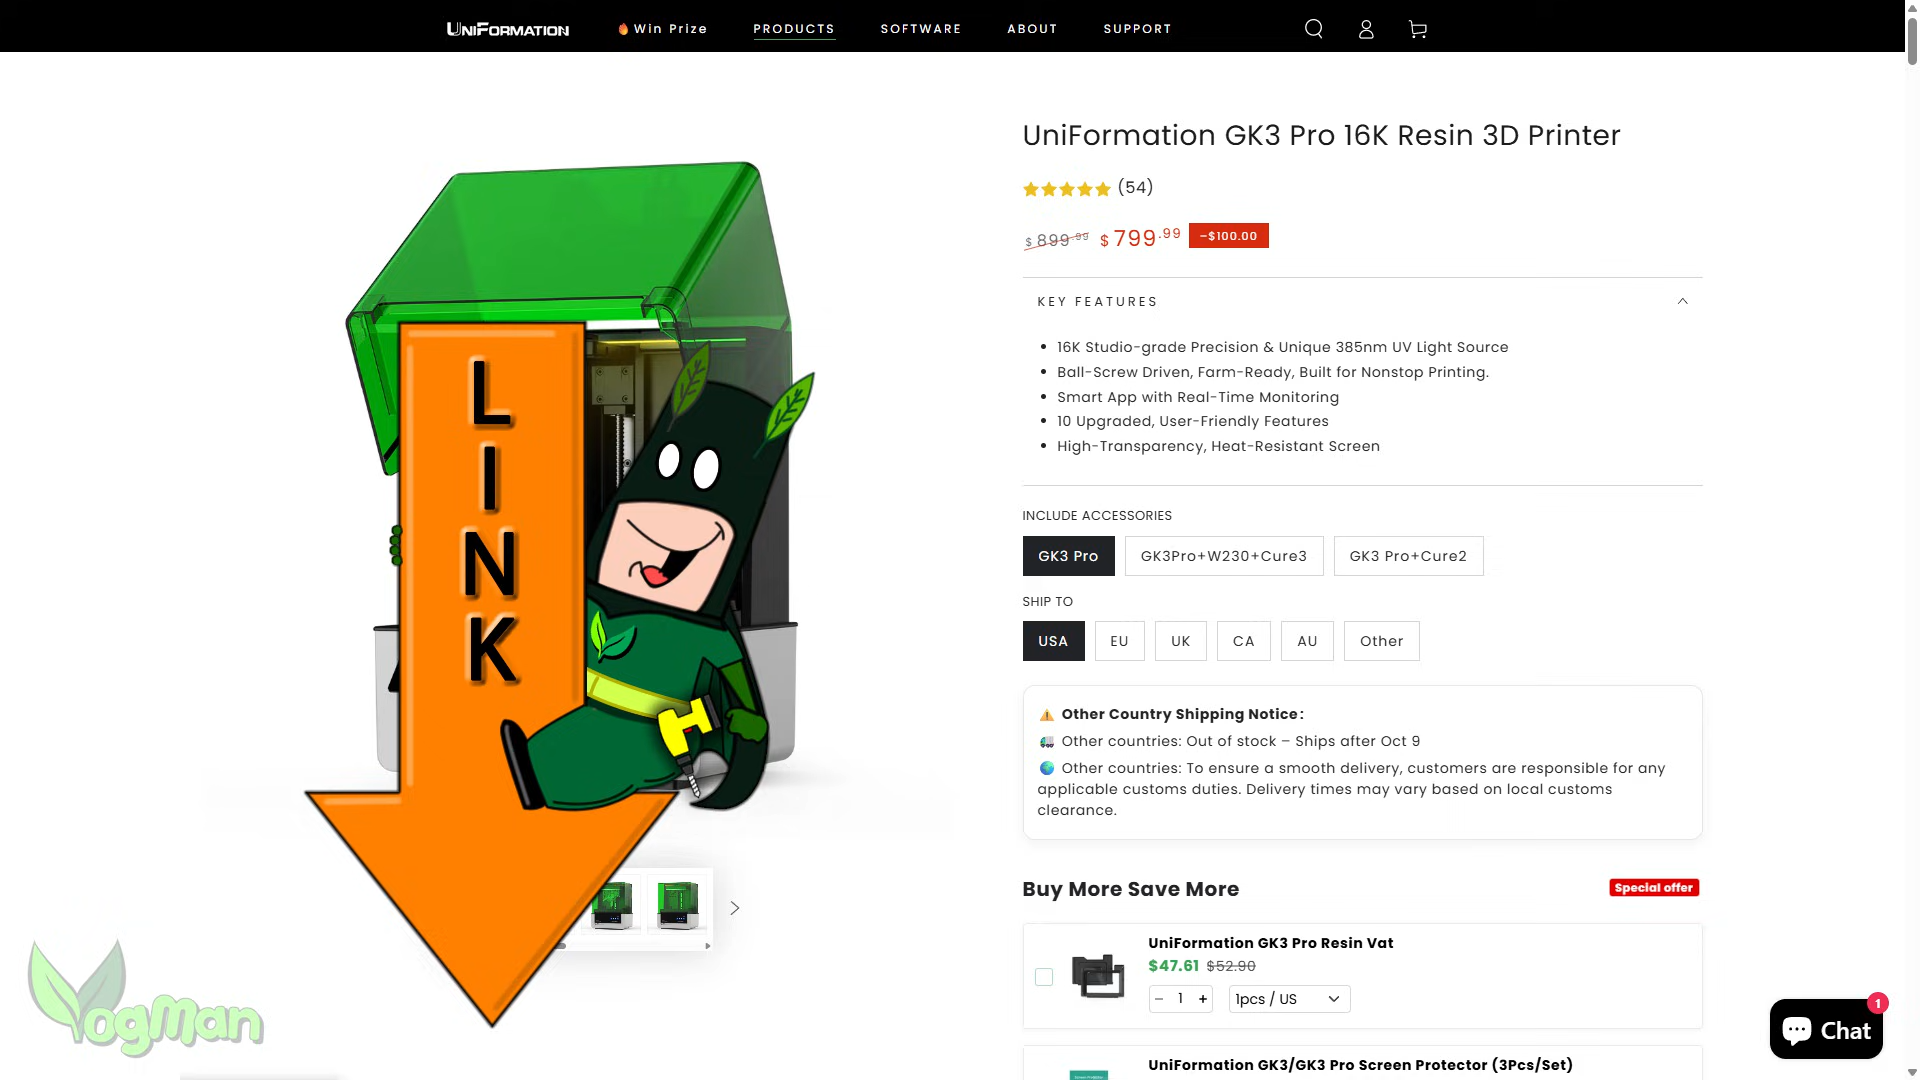 UNIFORMATION
Win Prize
PRODUCTS
SOFTWARE
ABOUT
SUPPORT
UniFormation GK3 Pro 16K Resin 3D Printer
(54)
$ 899.99 $ 799.99 –$100.00
KEY FEATURES
16K Studio-grade Precision & Unique 385nm UV Light Source
Ball-Screw Driven, Farm-Ready, Built for Nonstop Printing.
Smart App with Real-Time Monitoring
10 Upgraded, User-Friendly Features
High-Transparency, Heat-Resistant Screen
INCLUDE ACCESSORIES
GK3 Pro
GK3Pro+W230+Cure3
GK3 Pro+Cure2
SHIP TO
USA
EU
UK
CA
AU
Other
Other Country Shipping Notice:
Other countries: Out of stock – Ships after Oct 9
Other countries: To ensure a smooth delivery, customers are responsible for any
applicable customs duties. Delivery times may vary based on local customs
clearance.
Buy More Save More
Special offer
UniFormation GK3 Pro Resin Vat
$47.61 $52.90
− 1 +
1pcs / US
UniFormation GK3/GK3 Pro Screen Protector (3Pcs/Set)
LINK
YogMan
Chat
1